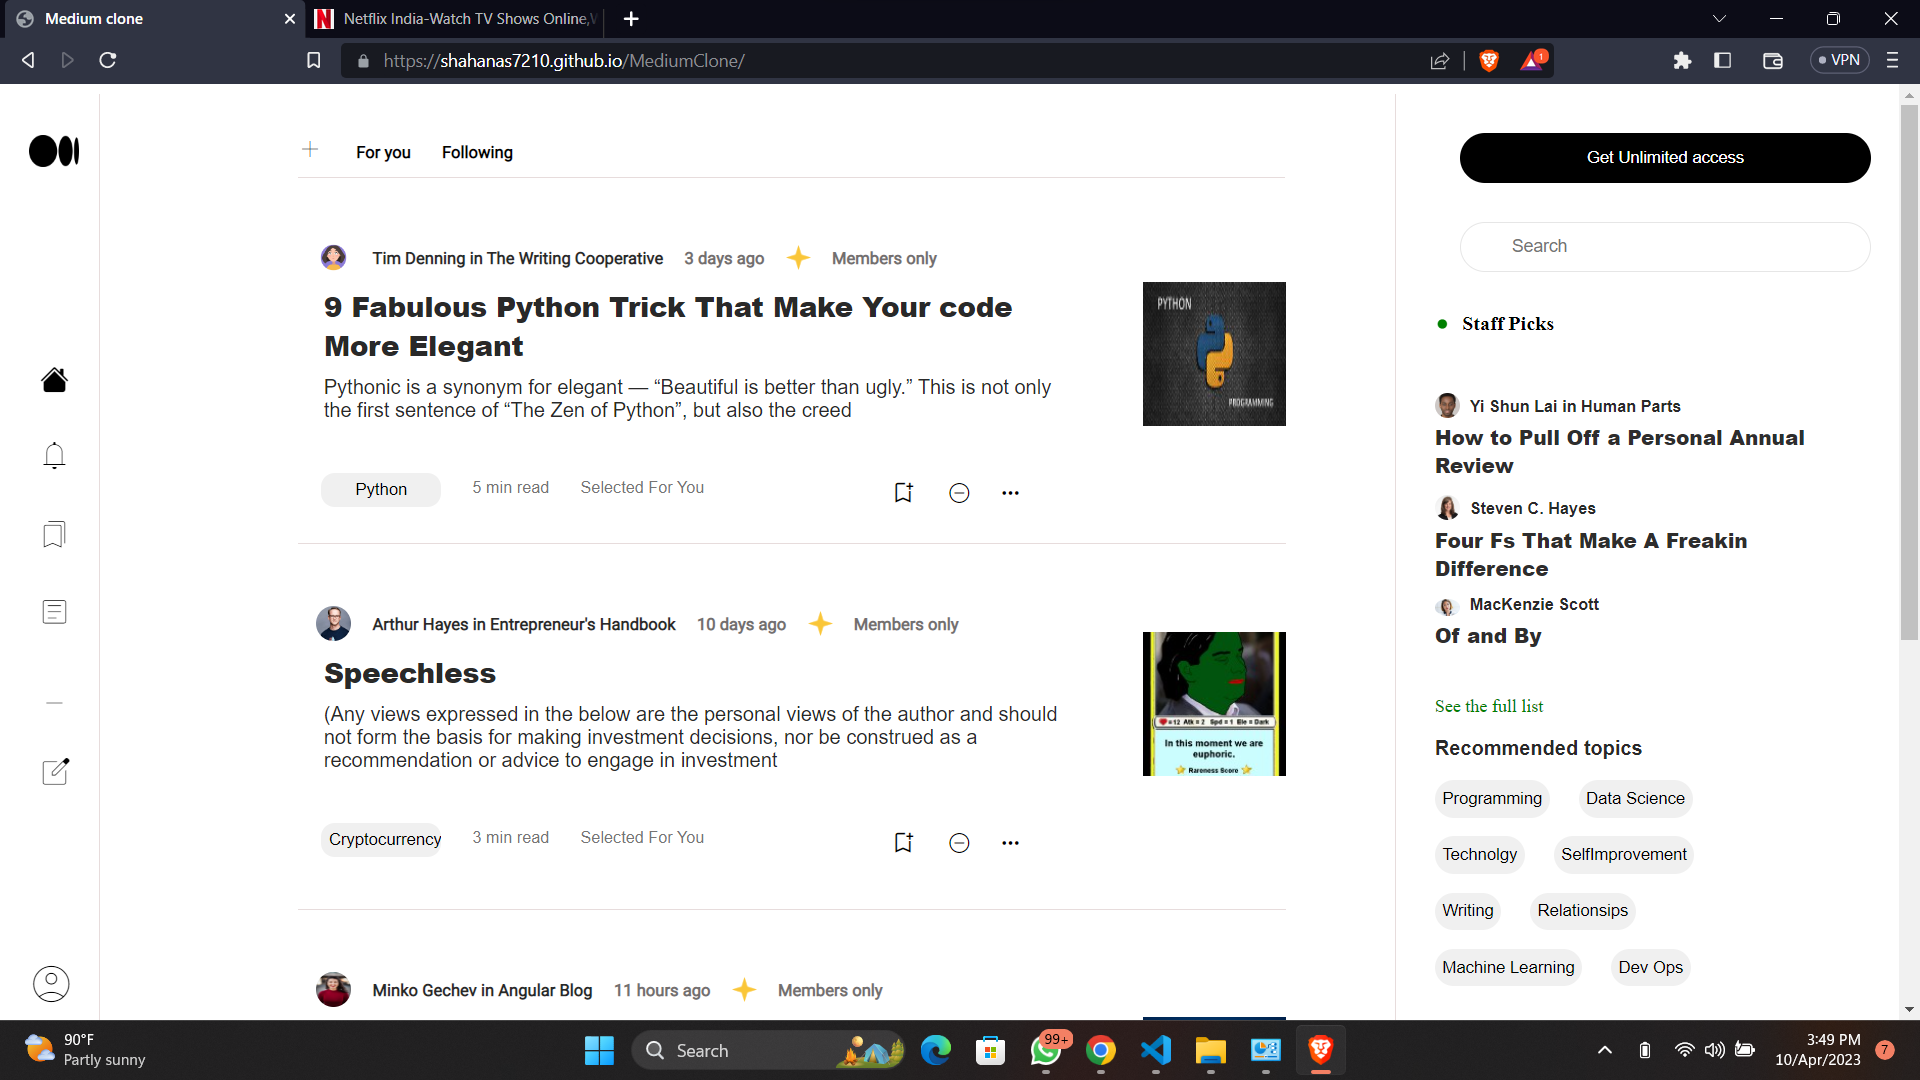 Medium clone
Netflix India-Watch TV Shows Online,
https://shahanas7210.github.io/MediumClone/
1
VPN
For you
Following
Get Unlimited access
Search
Staff Picks
Tim Denning in The Writing Cooperative 3 days ago Members only
9 Fabulous Python Trick That Make Your code
More Elegant
Pythonic is a synonym for elegant — “Beautiful is better than ugly.” This is not only
the first sentence of “The Zen of Python”, but also the creed
PYTHON
PROGRAMMING
Python 5 min read Selected For You
Arthur Hayes in Entrepreneur's Handbook 10 days ago Members only
Speechless
(Any views expressed in the below are the personal views of the author and should
not form the basis for making investment decisions, nor be construed as a
recommendation or advice to engage in investment
=12 Atk = 2 Spd = 1 Ele = Dark
In this moment we are
euphoric.
Rareness Score
Cryptocurrency 3 min read Selected For You
Minko Gechev in Angular Blog 11 hours ago Members only
Yi Shun Lai in Human Parts
How to Pull Off a Personal Annual
Review
Steven C. Hayes
Four Fs That Make A Freakin
Difference
MacKenzie Scott
Of and By
See the full list
Recommended topics
Programming Data Science
Technolgy SelfImprovement
Writing Relationsips
Machine Learning Dev Ops
90°F
Partly sunny
Search
99+
3:49 PM
10/Apr/2023
7